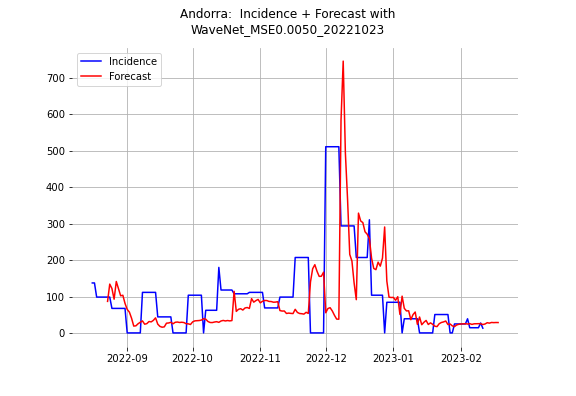 Andorra:  Incidence + Forecast with
WaveNet_MSE0.0050_20221023
Incidence
Forecast
700
600
500
400
300
200
100
0
2022-09 2022-10 2022-11 2022-12 2023-01 2023-02